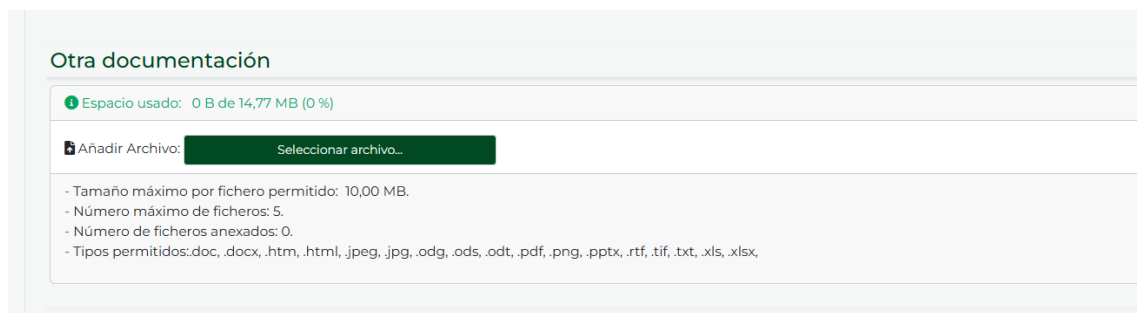 Otra documentación
Espacio usado: 0 B de 14,77 MB (0 %)
Añadir Archivo: Seleccionar archivo...
- Tamaño máximo por fichero permitido: 10,00 MB.
- Número máximo de ficheros: 5.
- Número de ficheros anexados: 0.
- Tipos permitidos:.doc, .docx, .htm, .html, .jpeg, .jpg, .odg, .ods, .odt, .pdf, .png, .pptx, .rtf, .tif, .txt, .xls, .xlsx,